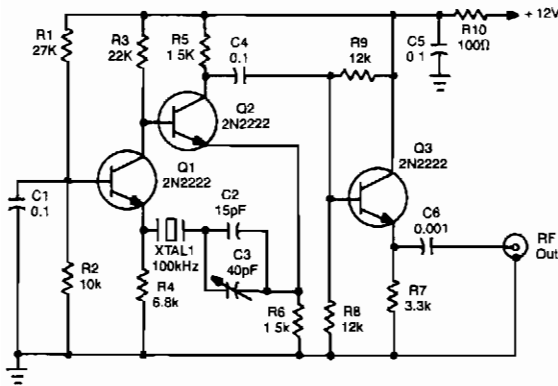 R1
27K
R3
22K
R5
1 5K
C4
0.1
R9
12k
C5
0 1
R10
100Ω
+ 12V
Q2
2N2222
Q1
2N2222
Q3
2N2222
C1
0.1
C2
15pF
XTAL1
100kHz
C3
40pF
C6
0.001
RF
Out
R2
10k
R4
6.8k
R6
1 5k
R8
12k
R7
3.3k